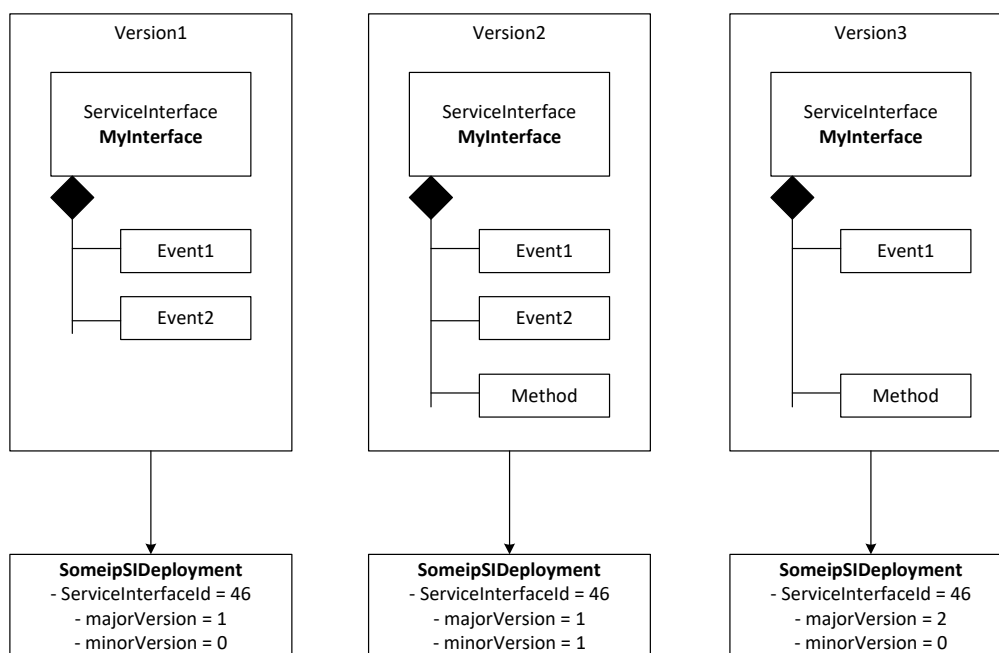 Version1
ServiceInterface
MyInterface
Event1
Event2
SomeipSIDeployment
- ServiceInterfaceId = 46
- majorVersion = 1
- minorVersion = 0
Version2
ServiceInterface
MyInterface
Event1
Event2
Method
SomeipSIDeployment
- ServiceInterfaceId = 46
- majorVersion = 1
- minorVersion = 1
Version3
ServiceInterface
MyInterface
Event1
Method
SomeipSIDeployment
- ServiceInterfaceId = 46
- majorVersion = 2
- minorVersion = 0